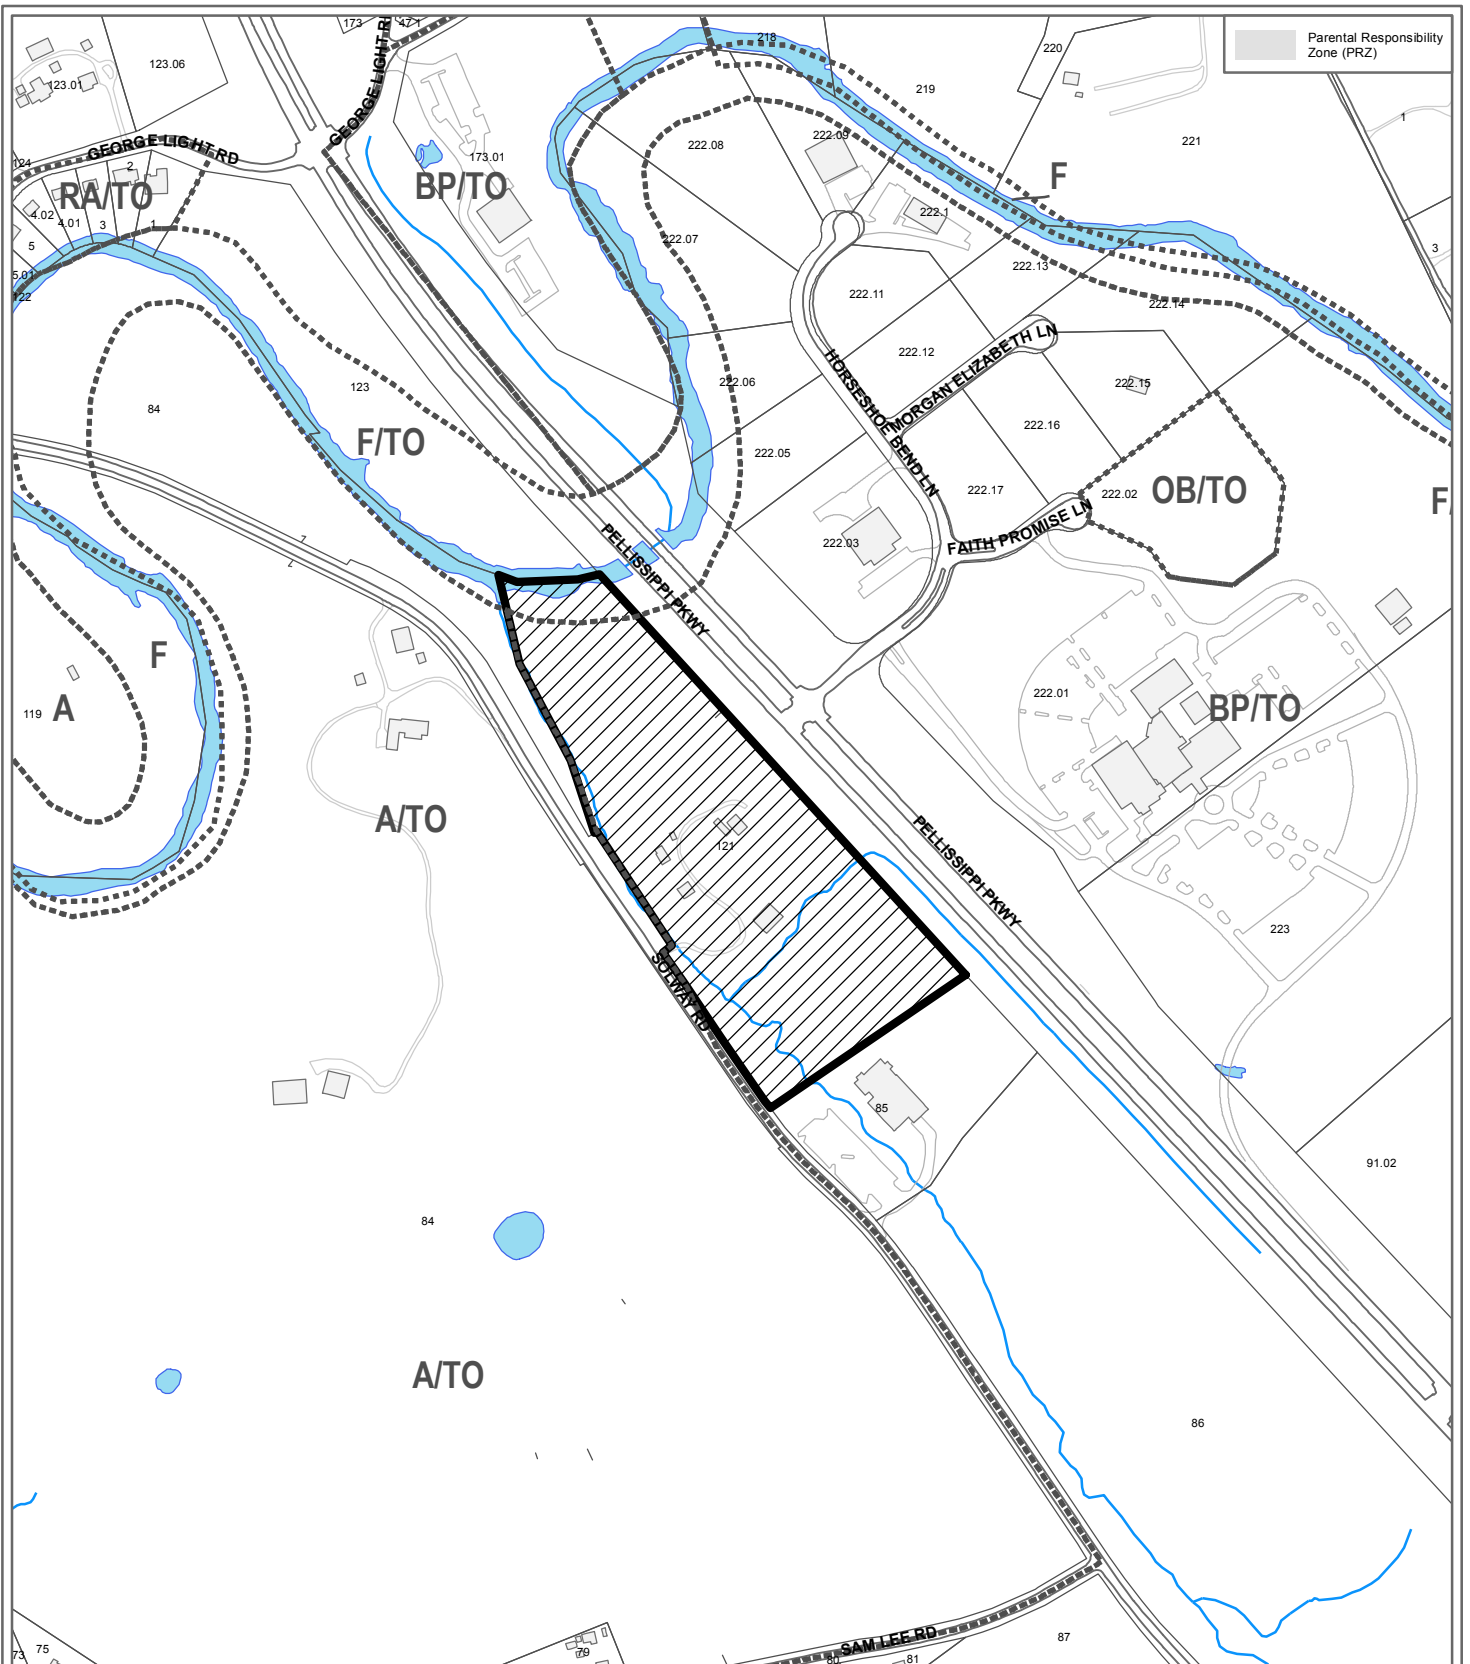 173
47.1
Parental Responsibility
Zone (PRZ)
218
220
123.06
123.01
219
1
GEORGE LIGHT R
222.09
221
222.08
GEORGE LIGHT RD
124
2
173.01
F
RA/TO
BP/TO
4.02
4.01
3
1
222.1
5
222.07
3
5.01
222.13
122
222.11
222.14
222.12
MORGAN ELIZABETH LN
HORSESHOE BEND LN
123
222.06
222.15
84
222.16
F/TO
222.05
222.17
222.02
OB/TO
F/
PELLISSIPPI PKWY
222.03
FAITH PROMISE LN
F
222.01
119
A
BP/TO
A/TO
121
PELLISSIPPI PKWY
223
SOLWAY RD
85
91.02
84
A/TO
86
SAM LEE RD
87
75
73
79
80
81